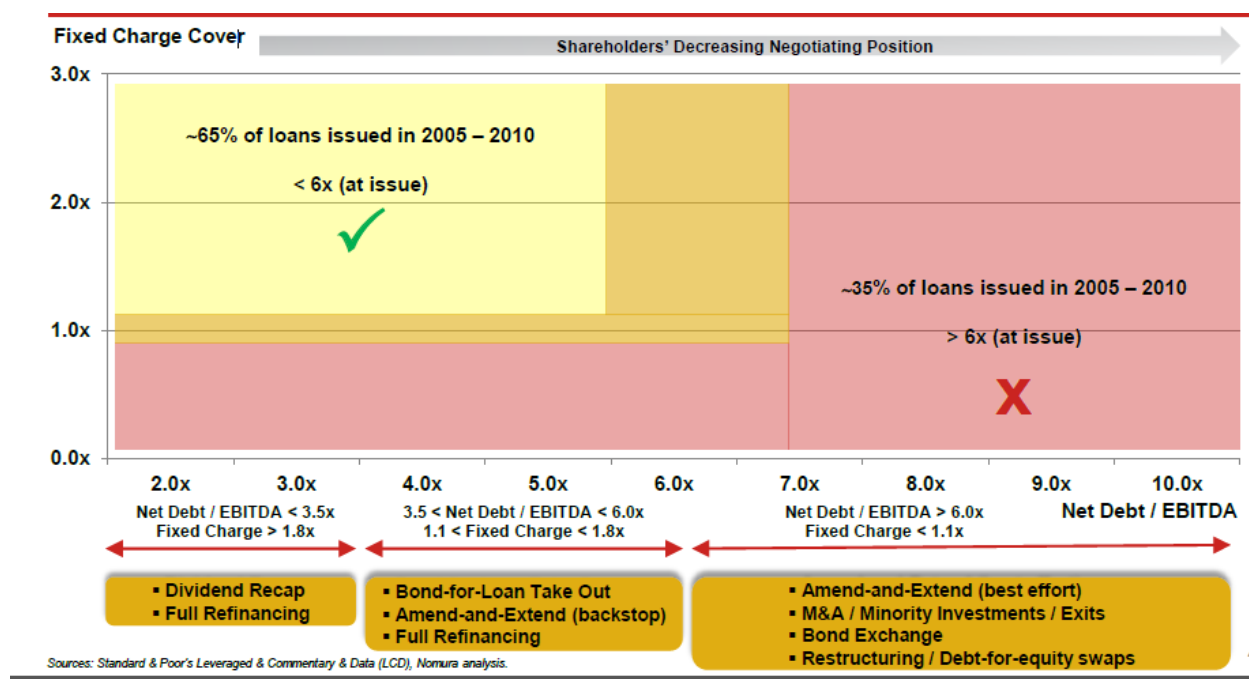 Fixed Charge Cover
Shareholders' Decreasing Negotiating Position
3.0x
~65% of loans issued in 2005 – 2010
< 6x (at issue)
2.0x
~35% of loans issued in 2005 – 2010
1.0x
> 6x (at issue)
X
0.0x
2.0x 3.0x 4.0x 5.0x 6.0x 7.0x 8.0x 9.0x 10.0x
Net Debt / EBITDA < 3.5x
Fixed Charge > 1.8x
3.5 < Net Debt / EBITDA < 6.0x
1.1 < Fixed Charge < 1.8x
Net Debt / EBITDA > 6.0x
Fixed Charge < 1.1x
Net Debt / EBITDA
▪ Dividend Recap
▪ Full Refinancing
▪ Bond-for-Loan Take Out
▪ Amend-and-Extend (backstop)
▪ Full Refinancing
▪ Amend-and-Extend (best effort)
▪ M&A / Minority Investments / Exits
▪ Bond Exchange
▪ Restructuring / Debt-for-equity swaps
Sources: Standard & Poor's Leveraged & Commentary & Data (LCD), Nomura analysis.